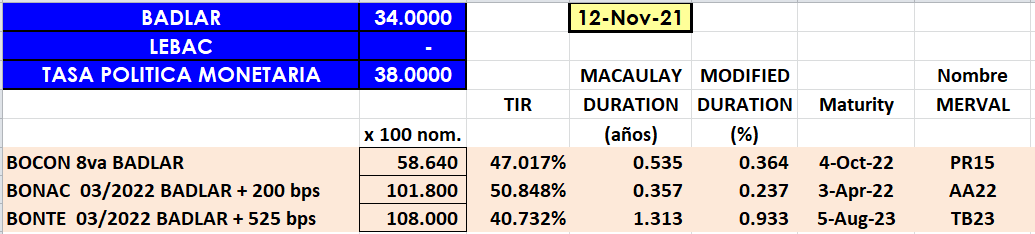 BADLAR 34.0000 12-Nov-21
LEBAC -
TASA POLITICA MONETARIA 38.0000 MACAULAY MODIFIED Nombre
TIR DURATION DURATION Maturity MERVAL
x 100 nom. (años) (%)
BOCON 8va BADLAR 58.640 47.017% 0.535 0.364 4-Oct-22 PR15
BONAC 03/2022 BADLAR + 200 bps 101.800 50.848% 0.357 0.237 3-Apr-22 AA22
BONTE 03/2022 BADLAR + 525 bps 108.000 40.732% 1.313 0.933 5-Aug-23 TB23